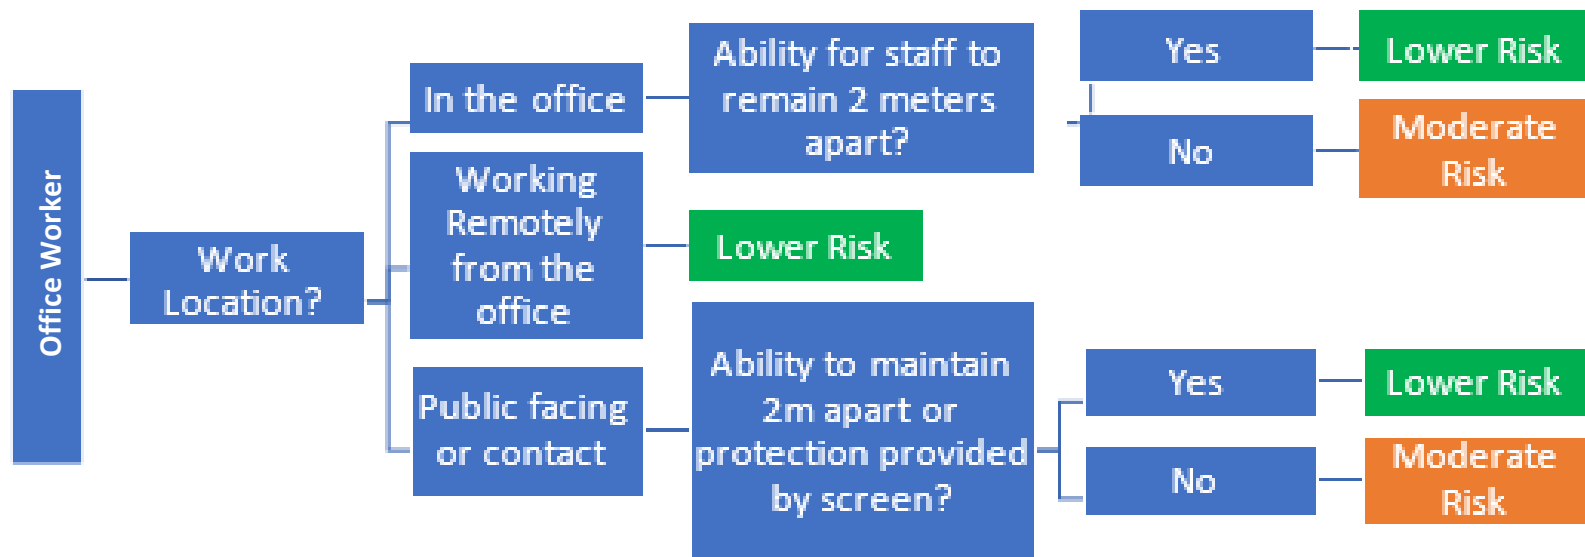 Office Worker
Work
Location?
In the office
Ability for staff to
remain 2 meters
apart?
Yes
Lower Risk
No
Moderate
Risk
Working
Remotely
from the
office
Lower Risk
Public facing
or contact
Ability to maintain
2m apart or
protection provided
by screen?
Yes
Lower Risk
No
Moderate
Risk